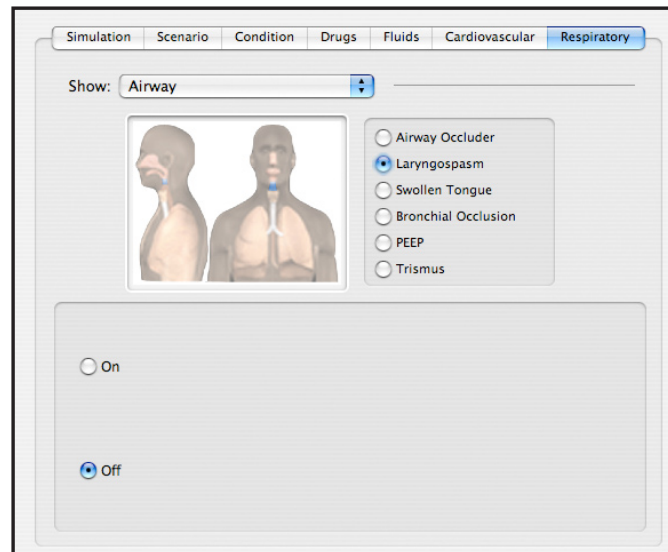 Simulation Scenario Condition Drugs Fluids Cardiovascular Respiratory
Show: Airway
Airway Occluder
Laryngospasm
Swollen Tongue
Bronchial Occlusion
PEEP
Trismus
On
Off